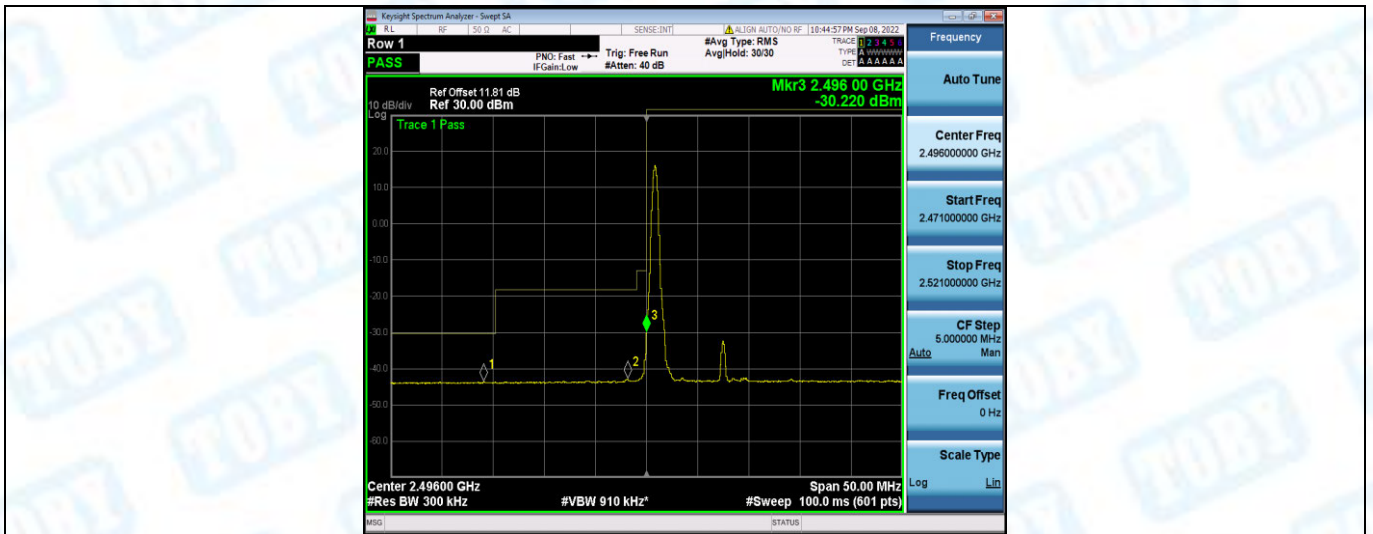 Keysight Spectrum Analyzer - Swept SA
RL RF 50 Ω AC SENSE:INT ALIGN AUTO/NO RF 10:44:57 PM Sep 08, 2022
Row 1
PASS
PNO: Fast
IFGain:Low
Trig: Free Run
#Atten: 40 dB
#Avg Type: RMS
Avg|Hold: 30/30
TRACE 1 2 3 4 5 6
TYPE A WWWWW
DET A A A A A A
Ref Offset 11.81 dB
10 dB/div Ref 30.00 dBm
Log
Mkr3 2.496 00 GHz
-30.220 dBm
Trace 1 Pass
20.0
10.0
0.00
-10.0
-20.0
-30.0
-40.0
-50.0
-60.0
1
2
3
Center 2.49600 GHz Span 50.00 MHz
#Res BW 300 kHz #VBW 910 kHz* #Sweep 100.0 ms (601 pts)
MSG STATUS
Frequency
Auto Tune
Center Freq
2.496000000 GHz
Start Freq
2.471000000 GHz
Stop Freq
2.521000000 GHz
CF Step
5.000000 MHz
Auto Man
Freq Offset
0 Hz
Scale Type
Log Lin
TOBY
TOBY
TOBY
TOBY
TOBY
TOBY
TOBY
TOBY
TOBY